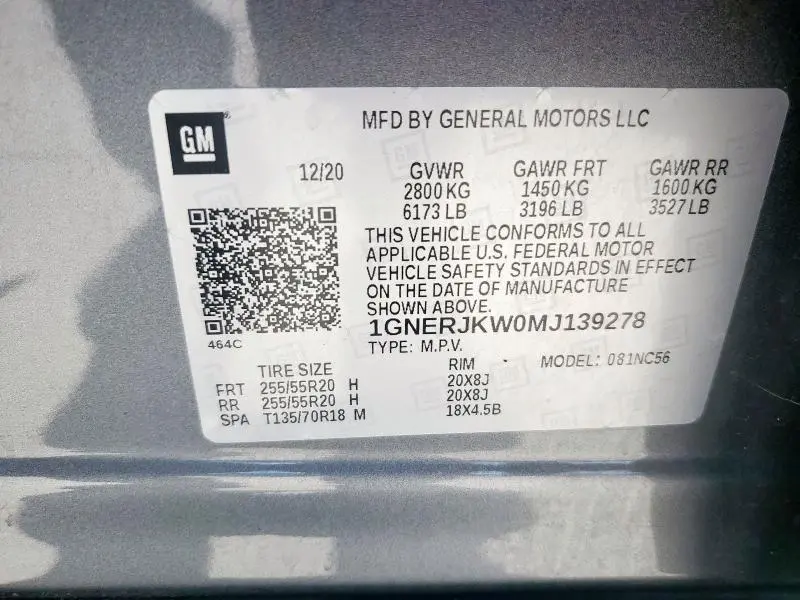 GM
MFD BY GENERAL MOTORS LLC
12/20 GVWR GAWR FRT GAWR RR
2800 KG 1450 KG 1600 KG
6173 LB 3196 LB 3527 LB
THIS VEHICLE CONFORMS TO ALL
APPLICABLE U.S. FEDERAL MOTOR
VEHICLE SAFETY STANDARDS IN EFFECT
ON THE DATE OF MANUFACTURE
SHOWN ABOVE.
464C
1GNERJKW0MJ139278
TYPE: M.P.V. MODEL: 081NC56
TIRE SIZE RIM
FRT 255/55R20 H 20X8J
RR 255/55R20 H 20X8J
SPA T135/70R18 M 18X4.5B